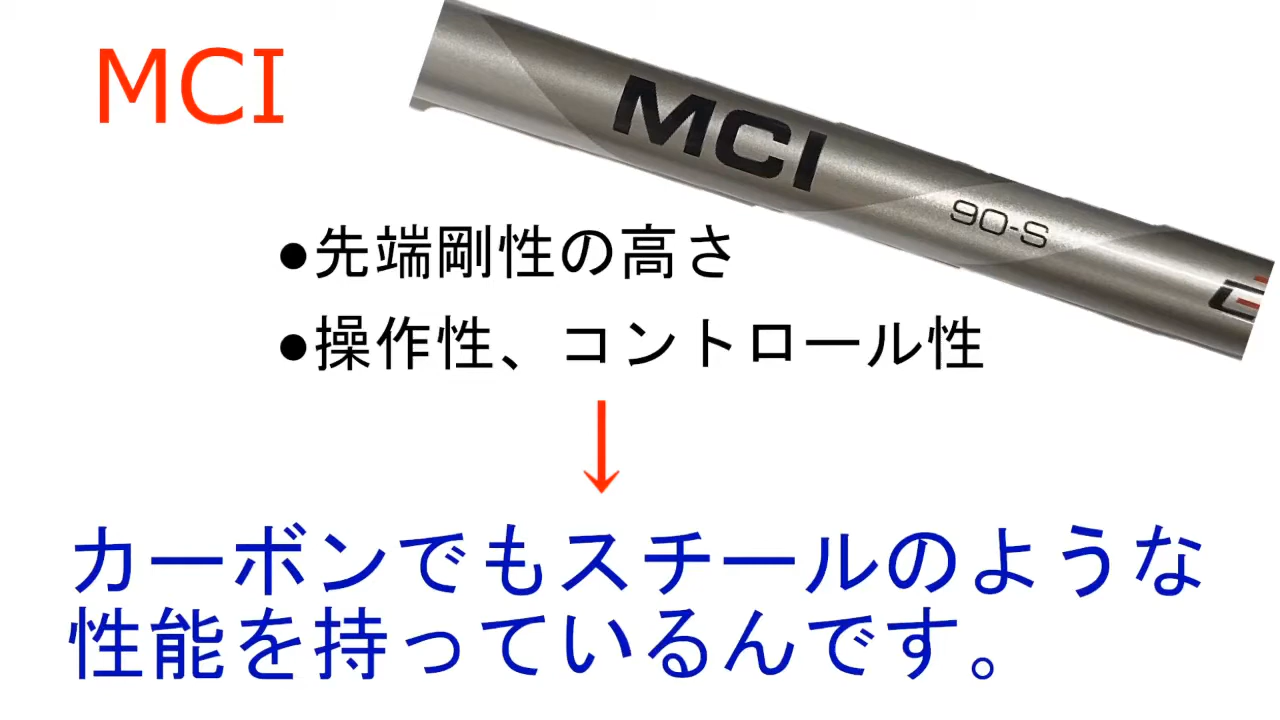 MCI
MCI
90-S
●先端剛性の高さ
●操作性、コントロール性
↓
カーボンでもスチールのような
性能を持っているんです。